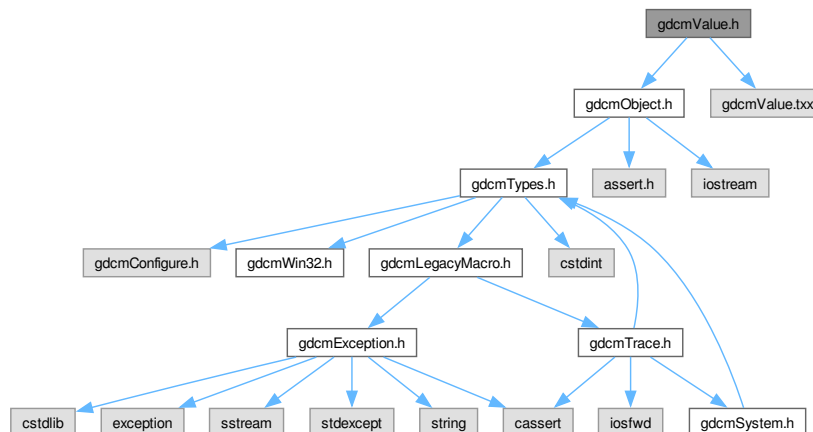 gdcmValue.h
gdcmObject.h
gdcmValue.txx
gdcmTypes.h
assert.h
iostream
gdcmConfigure.h
gdcmWin32.h
gdcmLegacyMacro.h
cstdint
gdcmException.h
gdcmTrace.h
cstdlib
exception
sstream
stdexcept
string
cassert
iosfwd
gdcmSystem.h